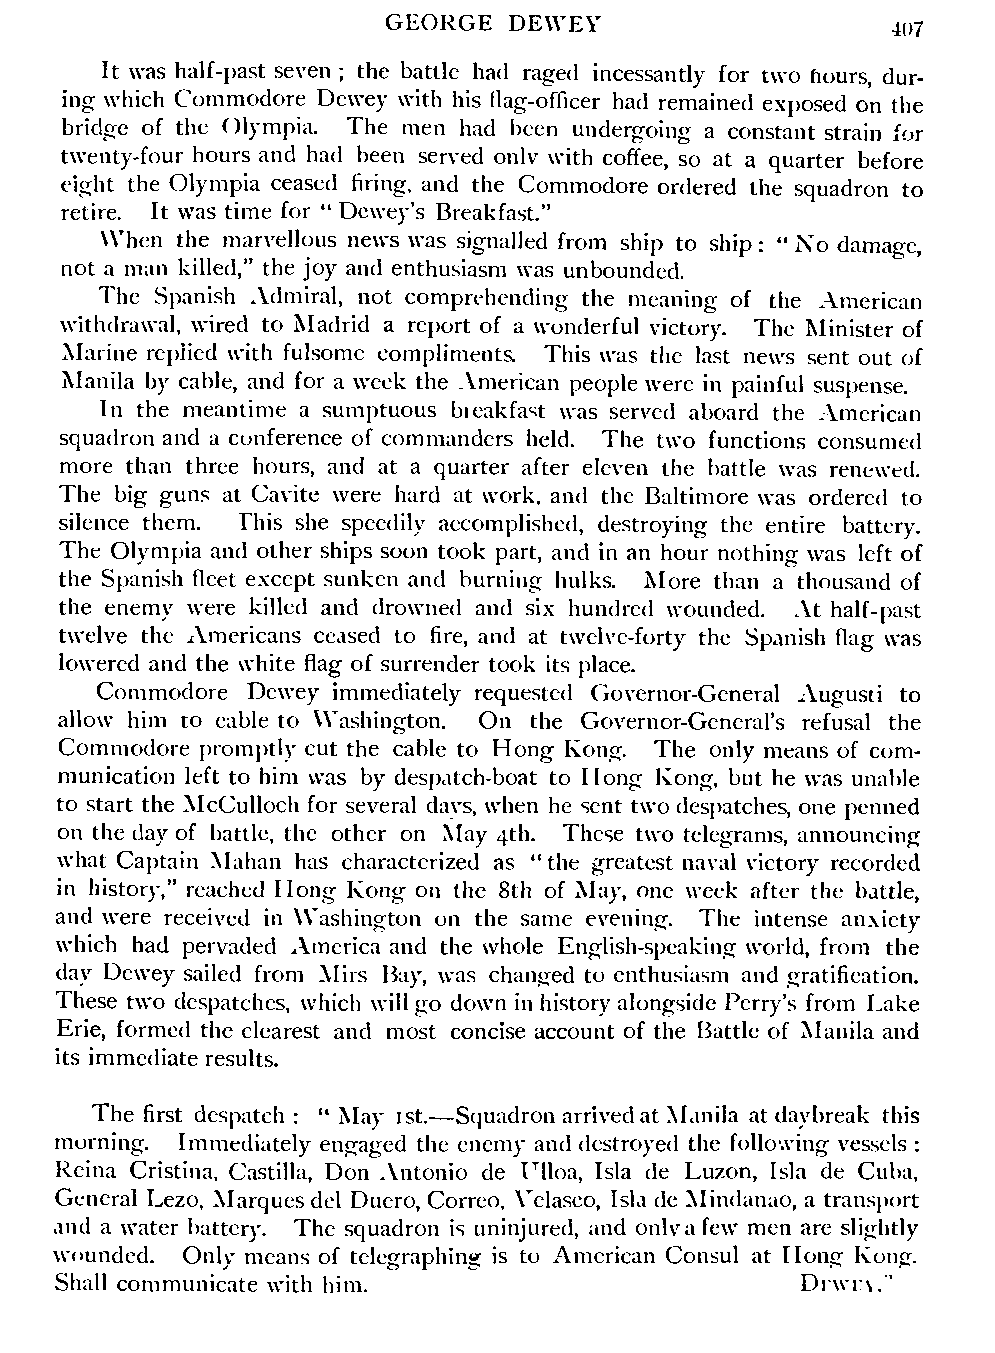 GEORGE DEWEY 407
It was half-past seven ; the battle had raged incessantly for two hours, dur-
ing which Commodore Dewey with his flag-officer had remained exposed on the
bridge of the Olympia. The men had been undergoing a constant strain for
twenty-four hours and had been served only with coffee, so at a quarter before
eight the Olympia ceased firing, and the Commodore ordered the squadron to
retire. It was time for “ Dewey's Breakfast.”
When the marvellous news was signalled from ship to ship : “ No damage,
not a man killed,” the joy and enthusiasm was unbounded.
The Spanish Admiral, not comprehending the meaning of the American
withdrawal, wired to Madrid a report of a wonderful victory. The Minister of
Marine replied with fulsome compliments. This was the last news sent out of
Manila by cable, and for a week the American people were in painful suspense.
In the meantime a sumptuous breakfast was served aboard the American
squadron and a conference of commanders held. The two functions consumed
more than three hours, and at a quarter after eleven the battle was renewed.
The big guns at Cavite were hard at work, and the Baltimore was ordered to
silence them. This she speedily accomplished, destroying the entire battery.
The Olympia and other ships soon took part, and in an hour nothing was left of
the Spanish fleet except sunken and burning hulks. More than a thousand of
the enemy were killed and drowned and six hundred wounded. At half-past
twelve the Americans ceased to fire, and at twelve-forty the Spanish flag was
lowered and the white flag of surrender took its place.
Commodore Dewey immediately requested Governor-General Augusti to
allow him to cable to Washington. On the Governor-General's refusal the
Commodore promptly cut the cable to Hong Kong. The only means of com-
munication left to him was by despatch-boat to Hong Kong, but he was unable
to start the McCulloch for several days, when he sent two despatches, one penned
on the day of battle, the other on May 4th. These two telegrams, announcing
what Captain Mahan has characterized as “ the greatest naval victory recorded
in history,” reached Hong Kong on the 8th of May, one week after the battle,
and were received in Washington on the same evening. The intense anxiety
which had pervaded America and the whole English-speaking world, from the
day Dewey sailed from Mirs Bay, was changed to enthusiasm and gratification.
These two despatches, which will go down in history alongside Perry's from Lake
Erie, formed the clearest and most concise account of the Battle of Manila and
its immediate results.
The first despatch : “ May 1st.—Squadron arrived at Manila at daybreak this
morning. Immediately engaged the enemy and destroyed the following vessels :
Reina Cristina, Castilla, Don Antonio de Ulloa, Isla de Luzon, Isla de Cuba,
General Lezo, Marques del Duero, Correo, Velasco, Isla de Mindanao, a transport
and a water battery. The squadron is uninjured, and only a few men are slightly
wounded. Only means of telegraphing is to American Consul at Hong Kong.
Shall communicate with him. DEWEY.”